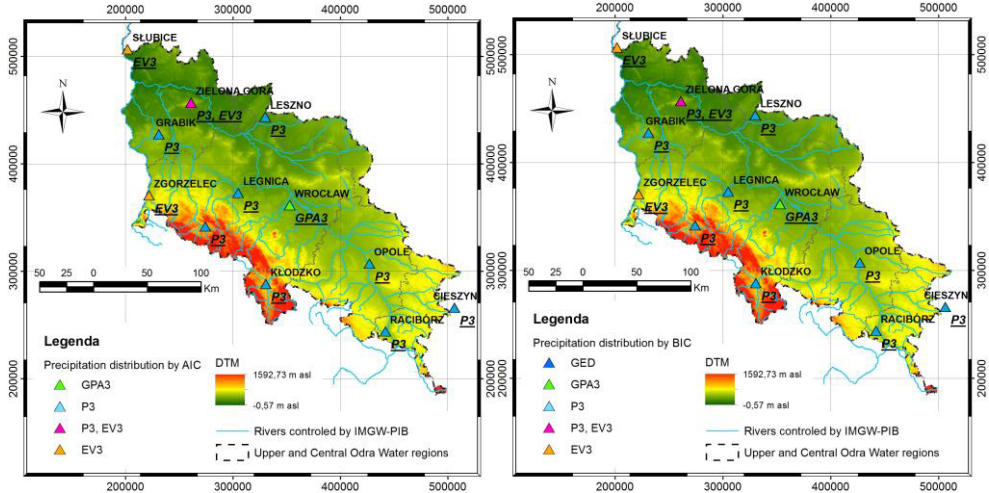 200000 300000 400000 500000
500000
400000
300000
200000
SŁUBICE
EV3
N
ZIELONA GÓRA
P3, EV3
LESZNO
P3
GRABIK
P3
ZGORZELEC
EV3
LEGNICA
P3
WROCŁAW
GPA3
P3
OPOLE
P3
KŁODZKO
P3
CIESZYN
P3
RACIBÓRZ
P3
50 25 0 50 100
Km
Legenda
Precipitation distribution by AIC
GPA3
P3
P3, EV3
EV3
DTM
1592,73 m asl
-0,57 m asl
Rivers controled by IMGW-PIB
Upper and Central Odra Water regions
200000 300000 400000 500000
200000 300000 400000 500000
500000
400000
300000
200000
SŁUBICE
EV3
N
ZIELONA GÓRA
P3, EV3
LESZNO
P3
GRABIK
P3
ZGORZELEC
EV3
LEGNICA
P3
WROCŁAW
GPA3
P3
OPOLE
P3
KŁODZKO
P3
CIESZYN
P3
RACIBÓRZ
P3
50 25 0 50 100
Km
Legenda
Precipitation distribution by BIC
GED
GPA3
P3
P3, EV3
EV3
DTM
1592,73 m asl
-0,57 m asl
Rivers controled by IMGW-PIB
Upper and Central Odra Water regions
200000 300000 400000 500000